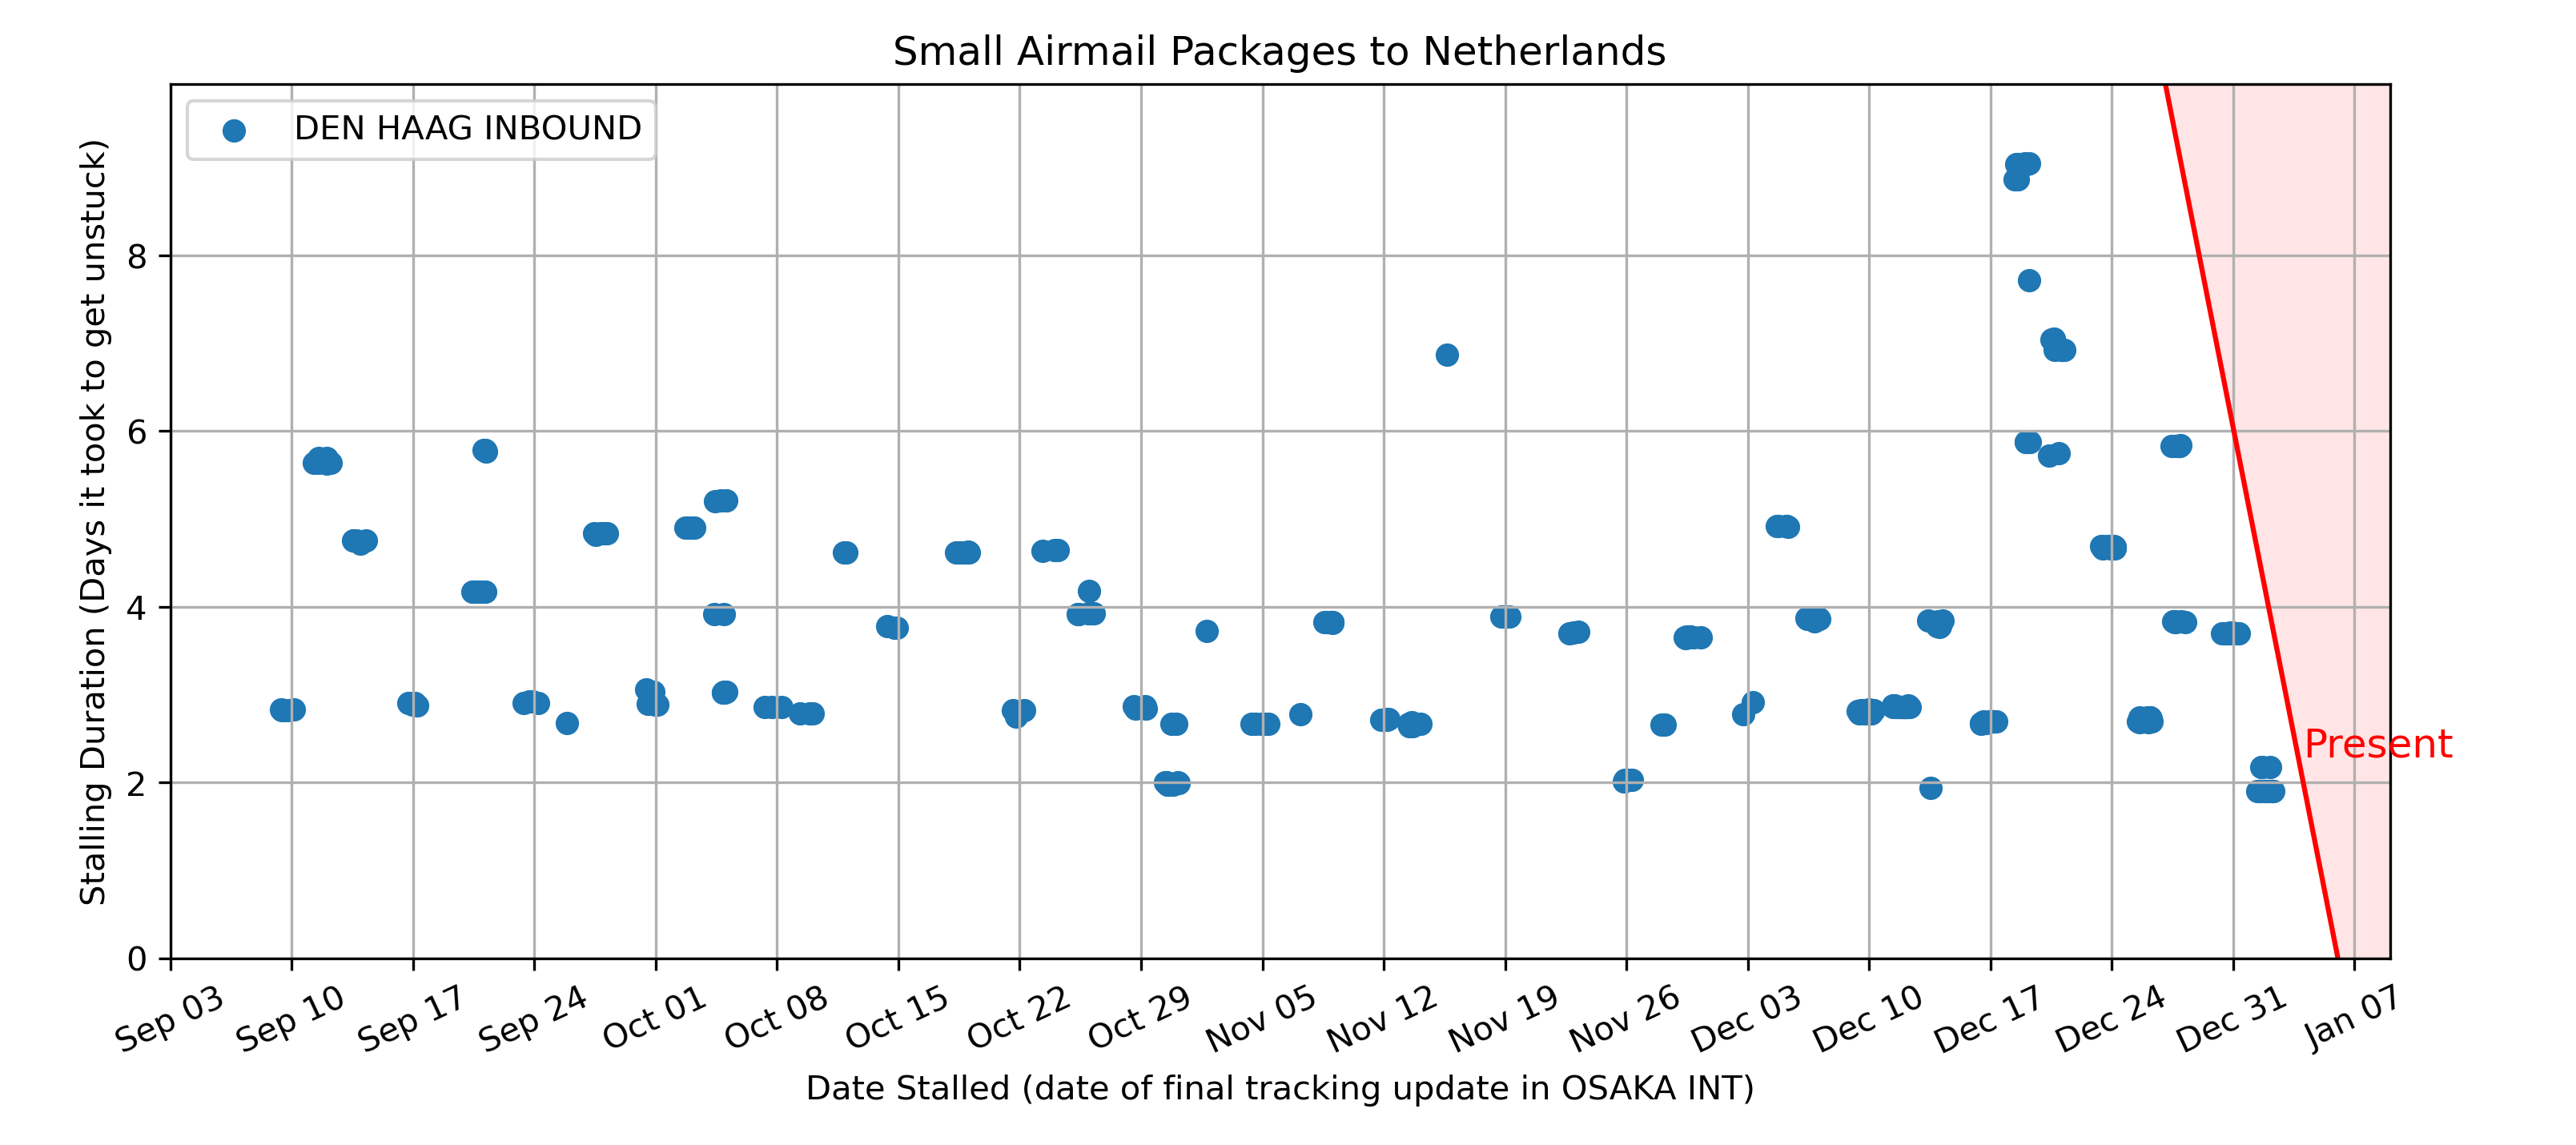 Small Airmail Packages to Netherlands
DEN HAAG INBOUND
Stalling Duration (Days it took to get unstuck)
8
6
4
2
0
Present
Sep 03
Sep 10
Sep 17
Sep 24
Oct 01
Oct 08
Oct 15
Oct 22
Oct 29
Nov 05
Nov 12
Nov 19
Nov 26
Dec 03
Dec 10
Dec 17
Dec 24
Dec 31
Jan 07
Date Stalled (date of final tracking update in OSAKA INT)